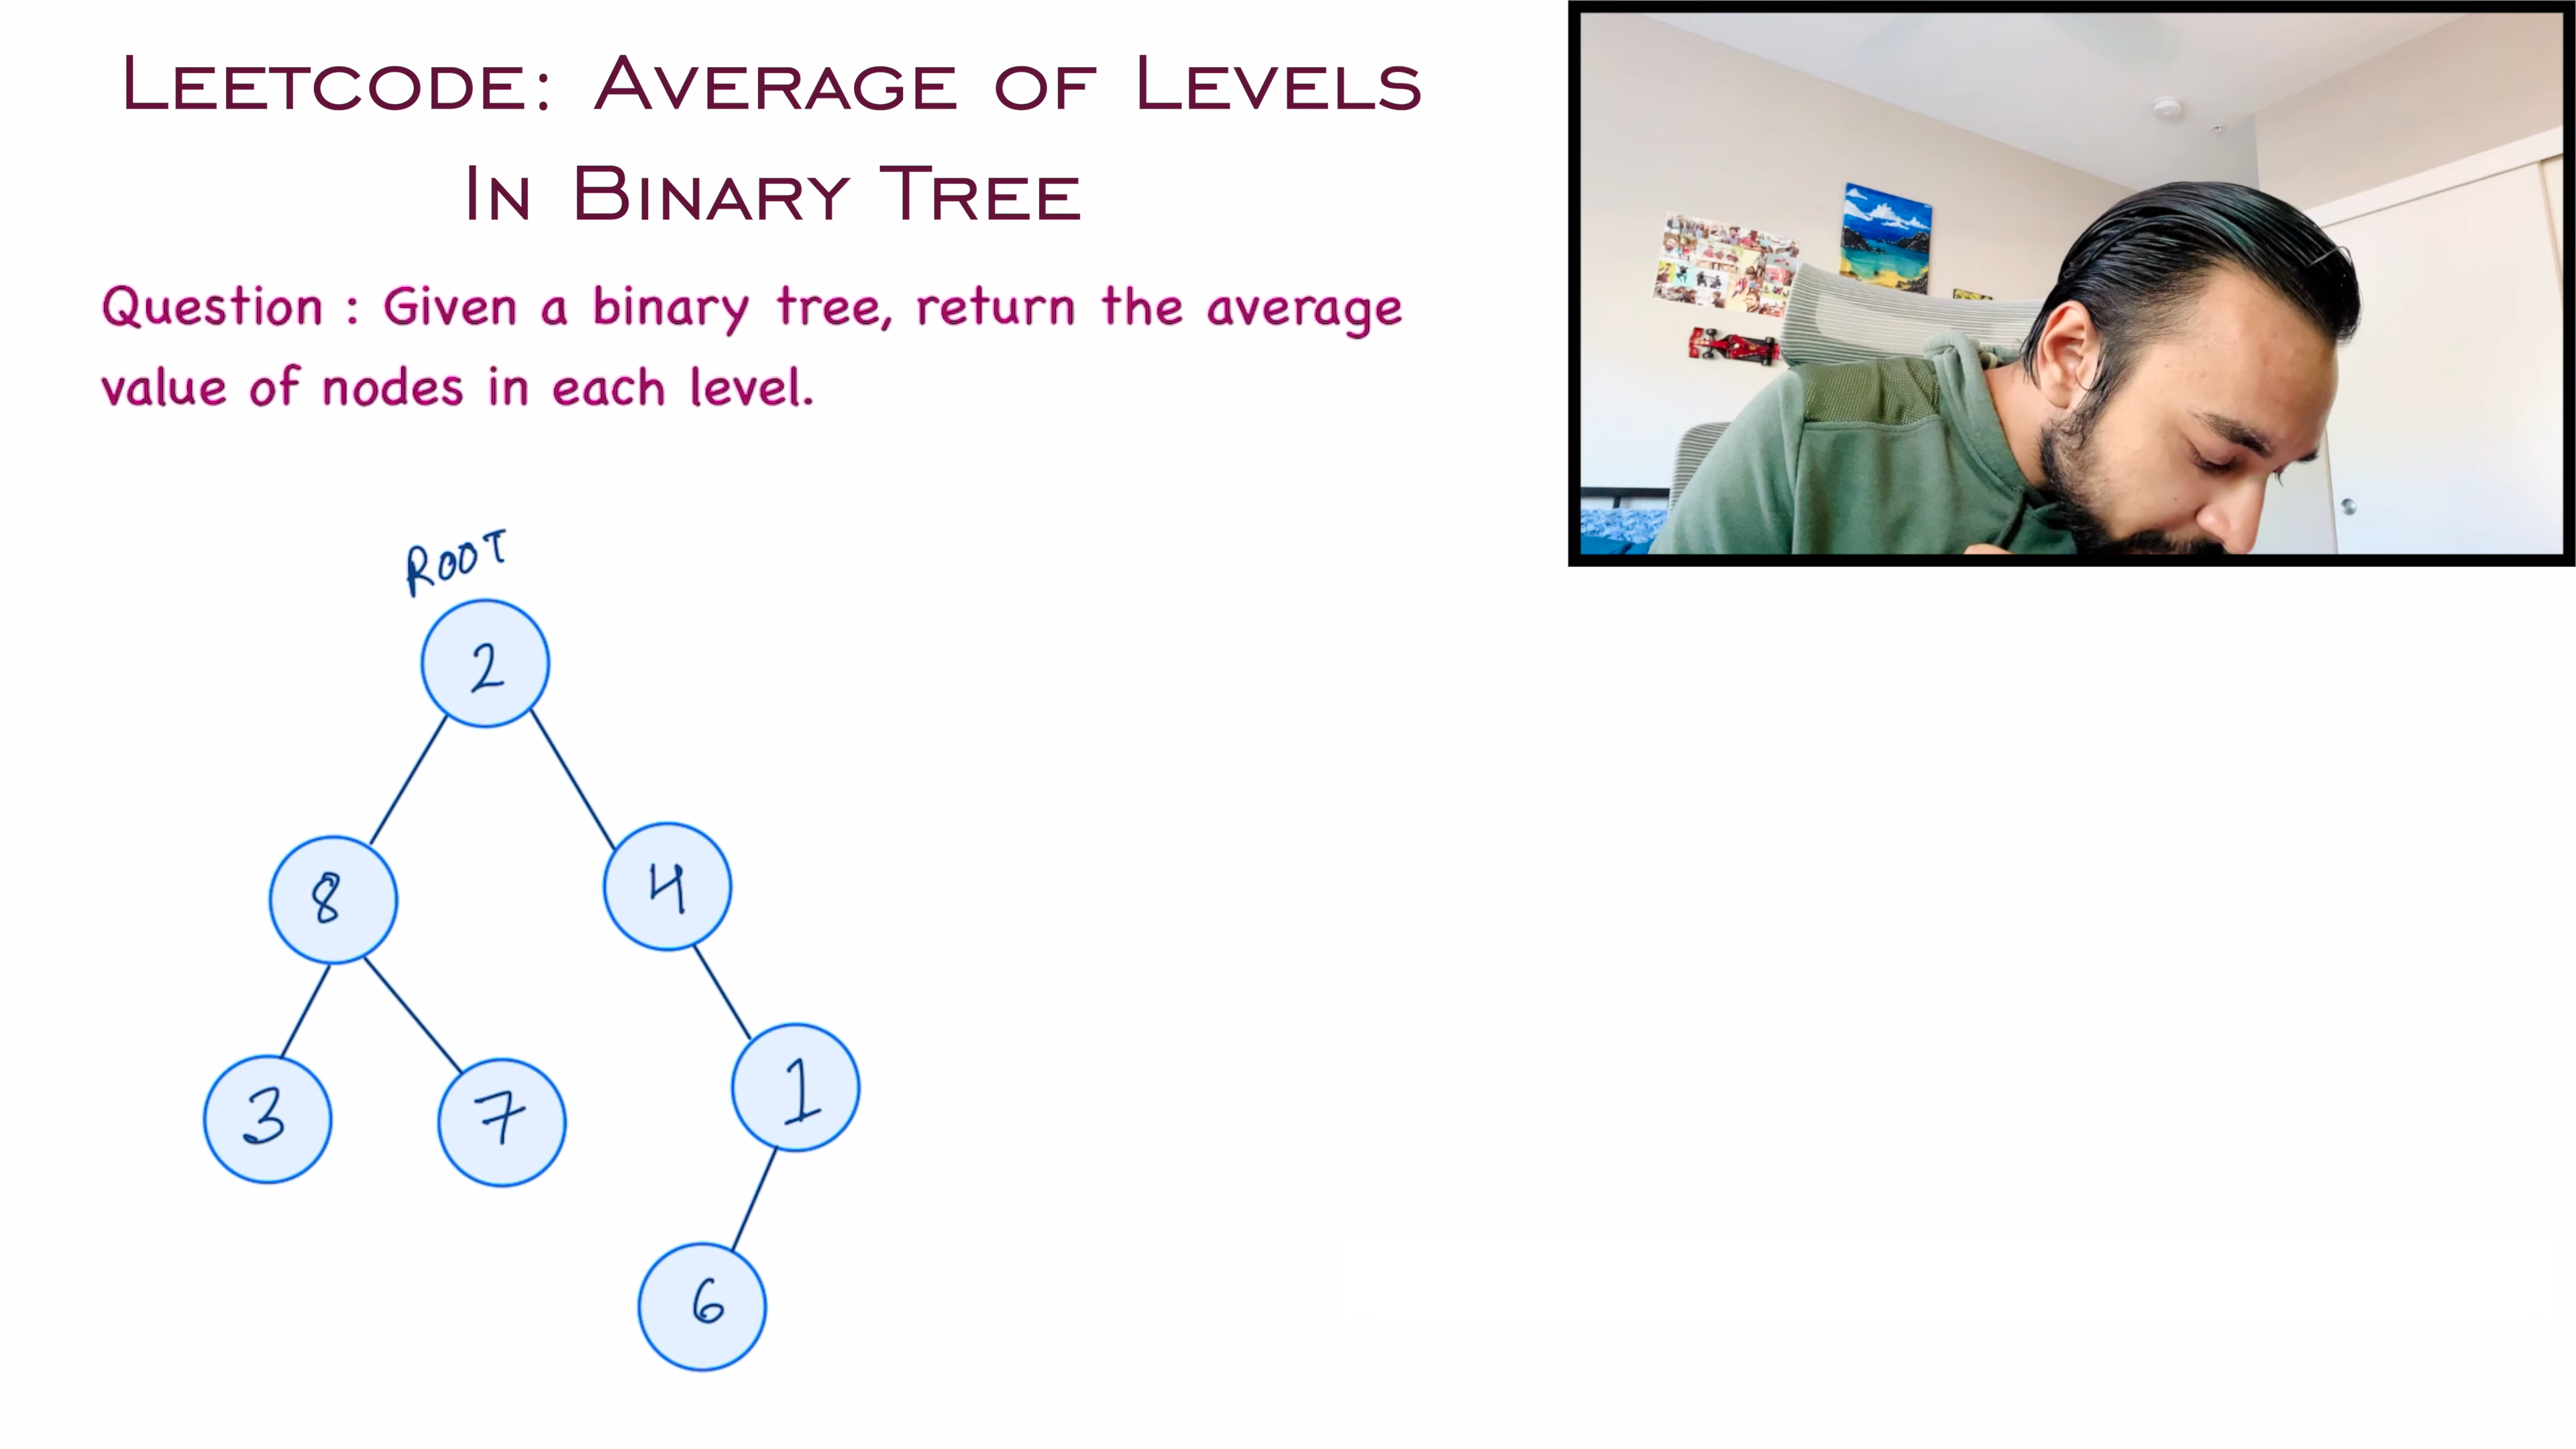 LEETCODE: AVERAGE OF LEVELS
IN BINARY TREE
Question : Given a binary tree, return the average
value of nodes in each level.
ROOT
2
8
4
3
7
1
6